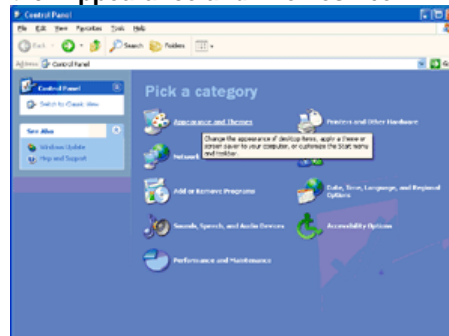 Control Panel
File Edit View Favorites Tools Help
Back Search Folders
Address Control Panel Go
Control Panel
Switch to Classic View
See Also
Windows Update
Help and Support
Pick a category
Appearance and Themes
Printers and Other Hardware
Change the appearance of desktop items, apply a theme or
screen saver to your computer, or customize the Start menu
and taskbar.
Network
Add or Remove Programs
Date, Time, Language, and Regional
Options
Sounds, Speech, and Audio Devices
Accessibility Options
Performance and Maintenance